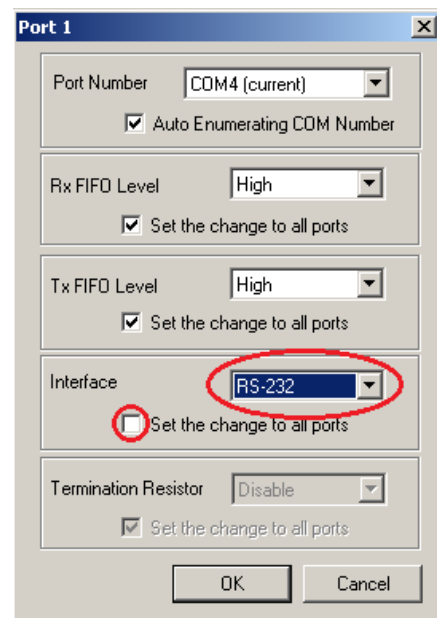 Port 1
Port Number COM4 (current)
Auto Enumerating COM Number
Rx FIFO Level High
Set the change to all ports
Tx FIFO Level High
Set the change to all ports
Interface RS-232
Set the change to all ports
Termination Resistor Disable
Set the change to all ports
OK Cancel